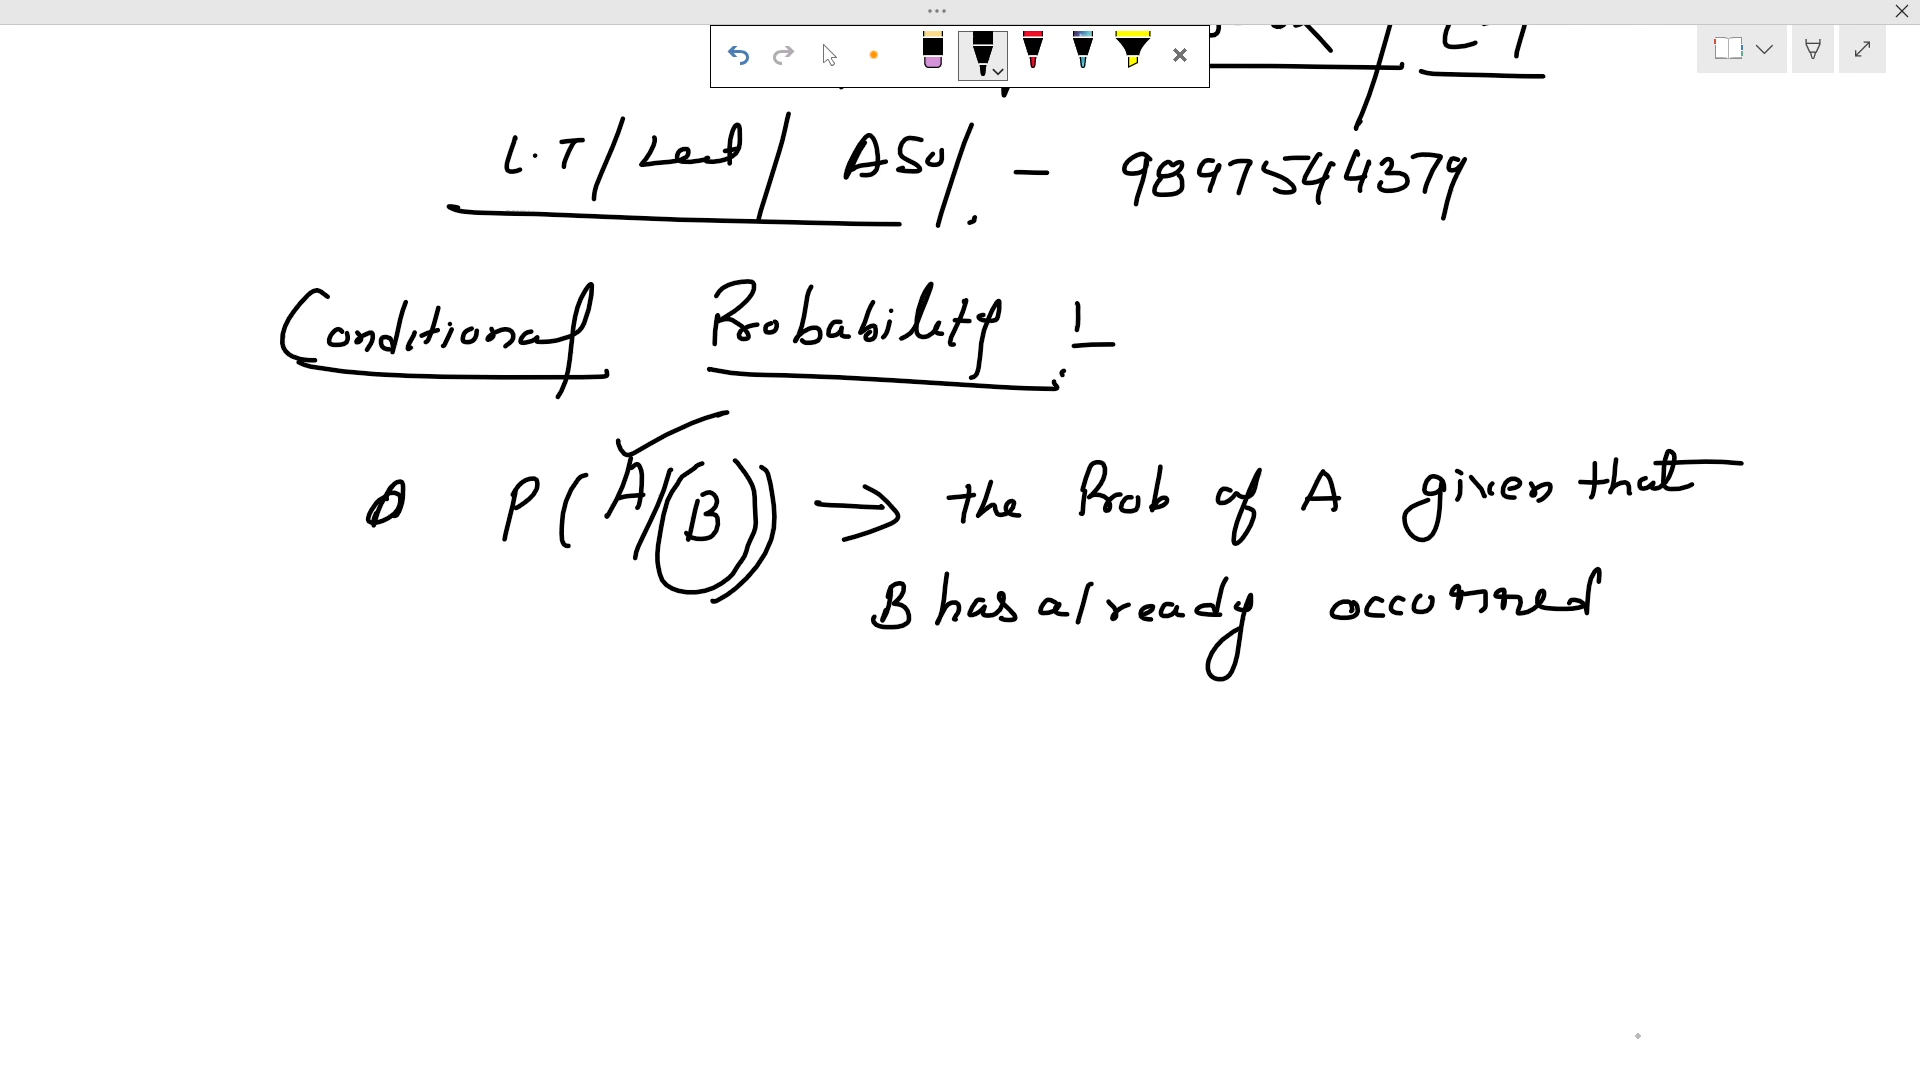 L.T / Lect / ASO / - 9897544379
Conditional Probability :-
P(A/B) → the Prob of A given that
B has already occurred